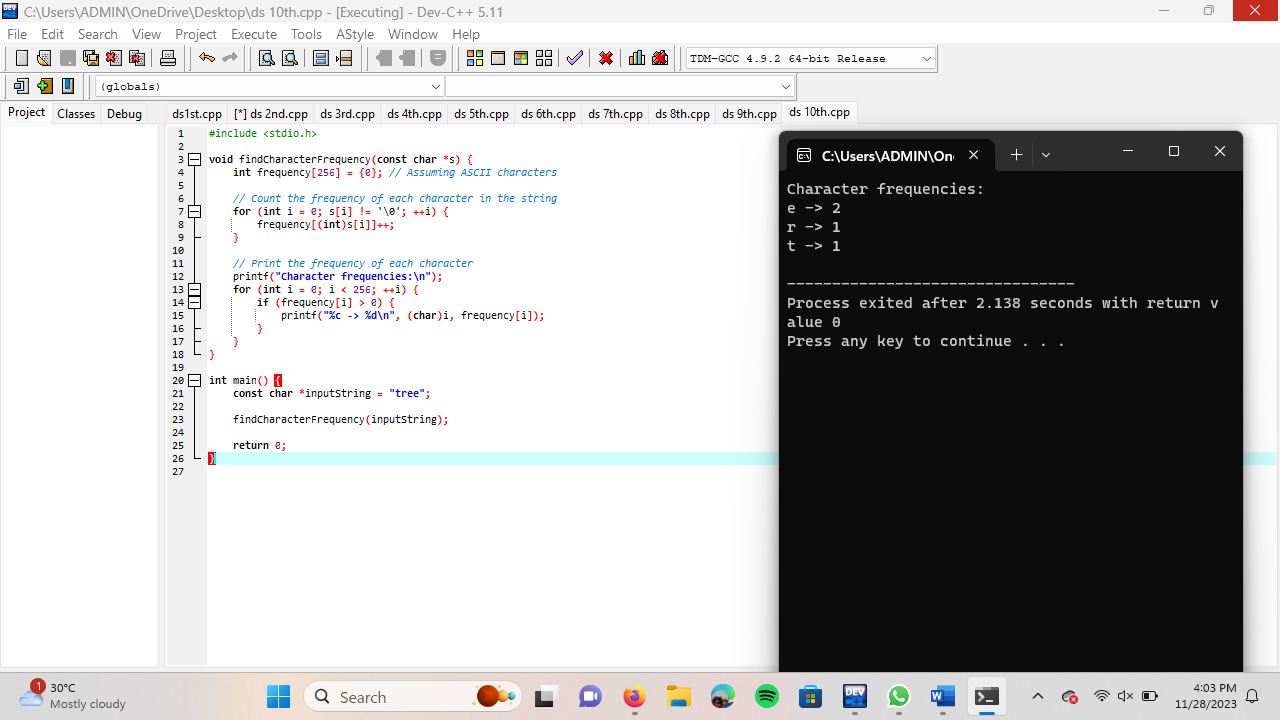 C:\Users\ADMIN\OneDrive\Desktop\ds 10th.cpp - [Executing] - Dev-C++ 5.11
File Edit Search View Project Execute Tools AStyle Window Help
TDM-GCC 4.9.2 64-bit Release
(globals)
Project Classes Debug
ds1st.cpp [*] ds 2nd.cpp ds 3rd.cpp ds 4th.cpp ds 5th.cpp ds 6th.cpp ds 7th.cpp ds 8th.cpp ds 9th.cpp ds 10th.cpp
1 #include <stdio.h>
2
3 void findCharacterFrequency(const char *s) {
4 int frequency[256] = {0}; // Assuming ASCII characters
5
6 // Count the frequency of each character in the string
7 for (int i = 0; s[i] != '\0'; ++i) {
8 frequency[(int)s[i]]++;
9 }
10
11 // Print the frequency of each character
12 printf("Character frequencies:\n");
13 for (int i = 0; i < 256; ++i) {
14 if (frequency[i] > 0) {
15 printf("%c -> %d\n", (char)i, frequency[i]);
16 }
17 }
18 }
19
20 int main() {
21 const char *inputString = "tree";
22
23 findCharacterFrequency(inputString);
24
25 return 0;
26 }
27
C:\Users\ADMIN\On
Character frequencies:
e -> 2
r -> 1
t -> 1
--------------------------------
Process exited after 2.138 seconds with return v
alue 0
Press any key to continue . . .
1
30°C
Mostly cloudy
Search
DEV
4:03 PM
11/28/2023